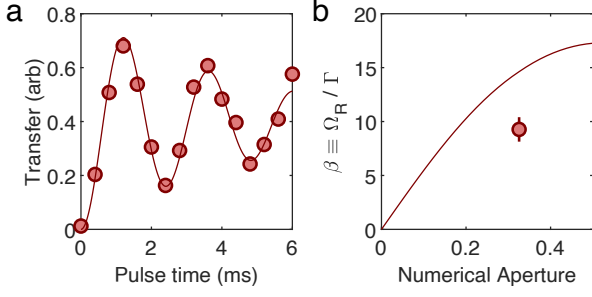 a
Transfer (arb)
0.8
0.6
0.4
0.2
0
0
2
4
6
Pulse time (ms)
b
β ≡ Ω_R / Γ
20
15
10
5
0
0
0.2
0.4
Numerical Aperture